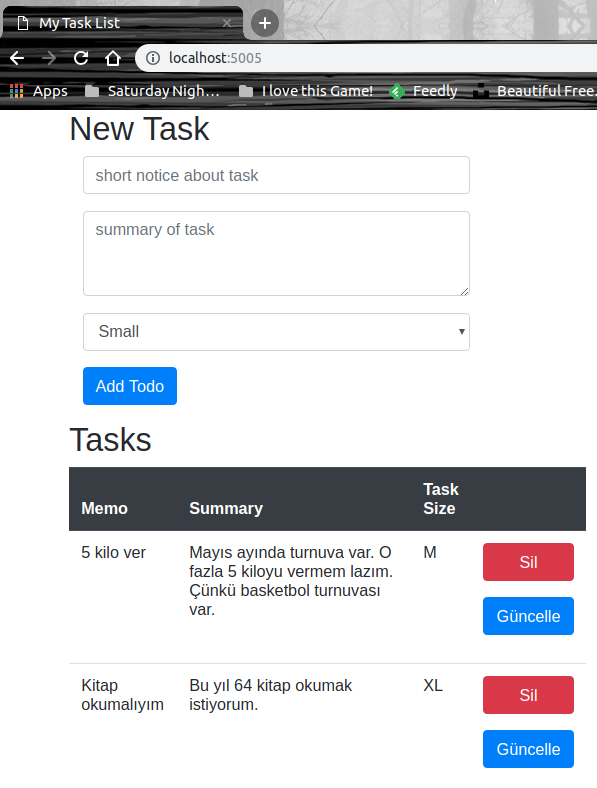 My Task List
localhost:5005
Apps Saturday Nigh… I love this Game! Feedly Beautiful Free.
New Task
short notice about task
summary of task
Small
Add Todo
Tasks
Memo Summary Task Size
5 kilo ver
Mayıs ayında turnuva var. O
fazla 5 kiloyu vermem lazım.
Çünkü basketbol turnuvası
var.
M
Sil
Güncelle
Kitap
okumalıyım
Bu yıl 64 kitap okumak
istiyorum.
XL
Sil
Güncelle